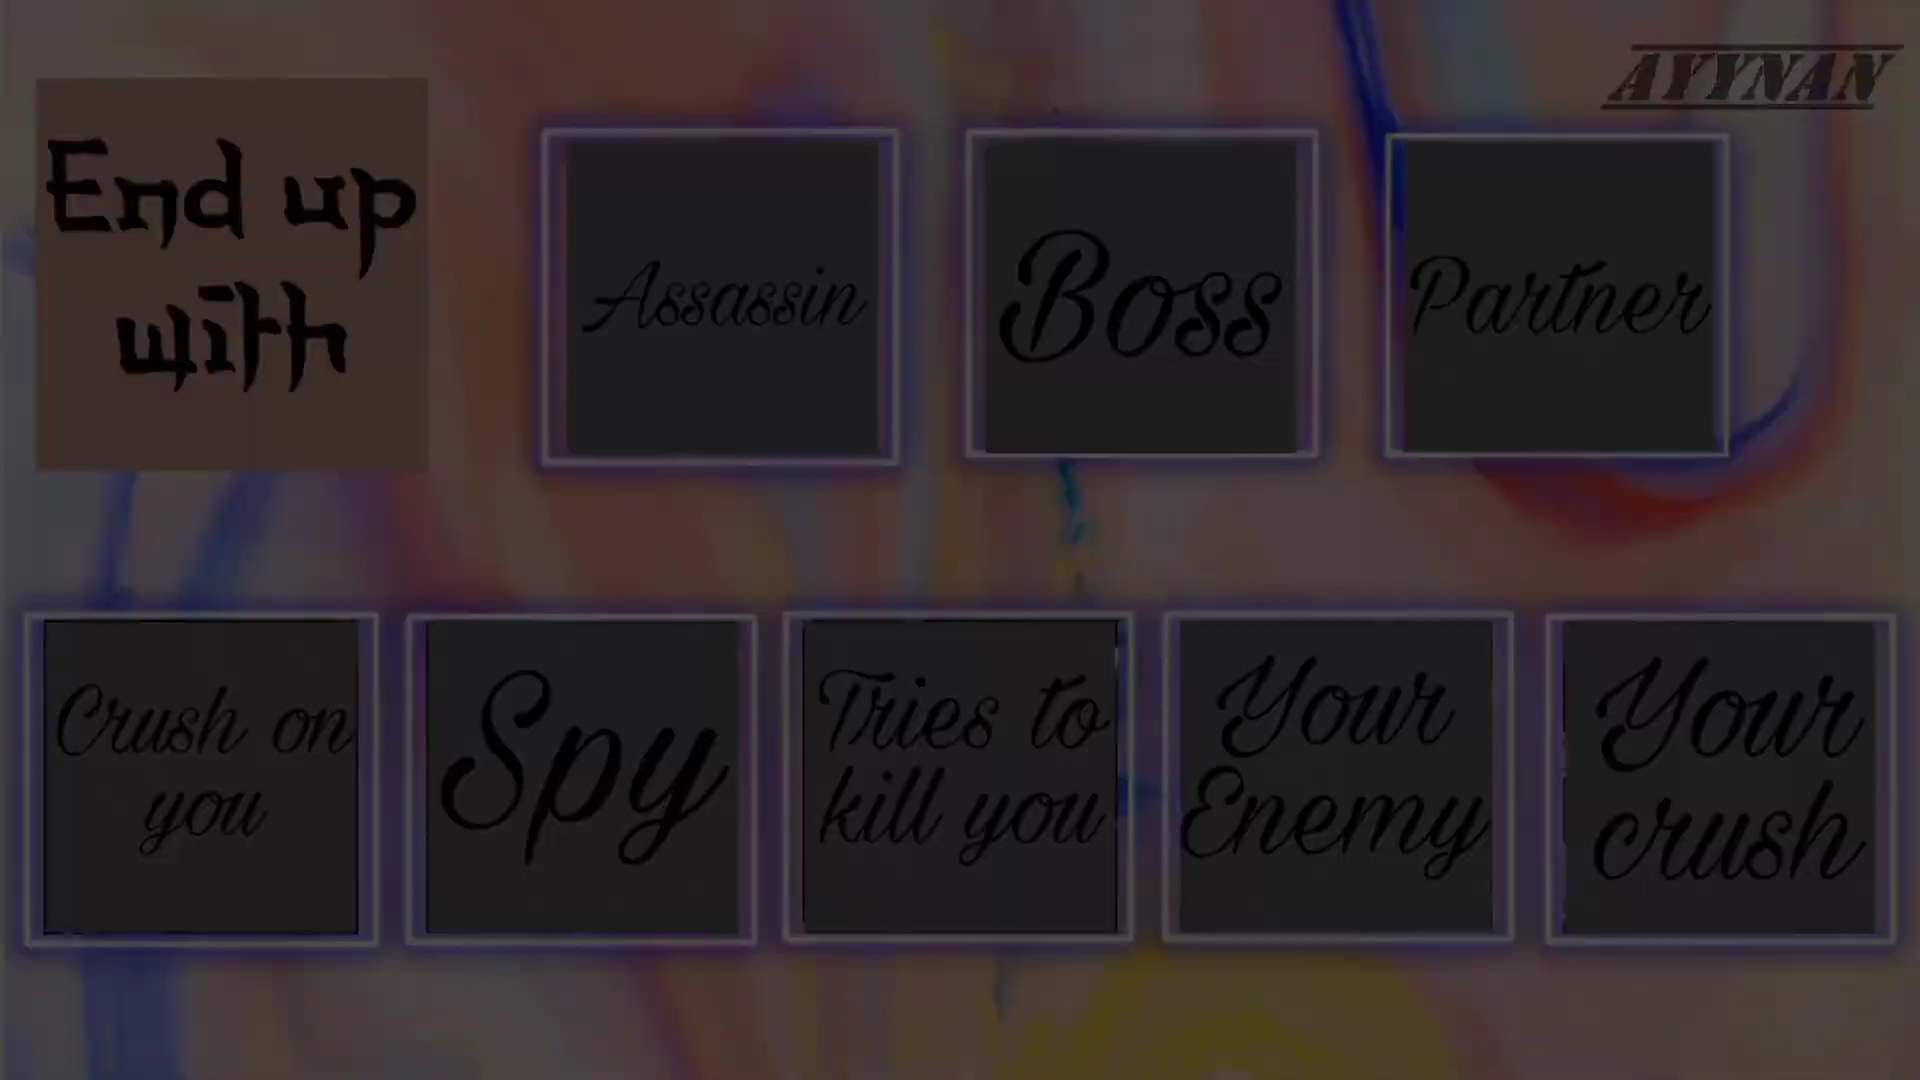 AYYNAN
End up
with
Assassin
Boss
Partner
Crush on
you
Spy
Tries to
kill you
Your
Enemy
Your
crush